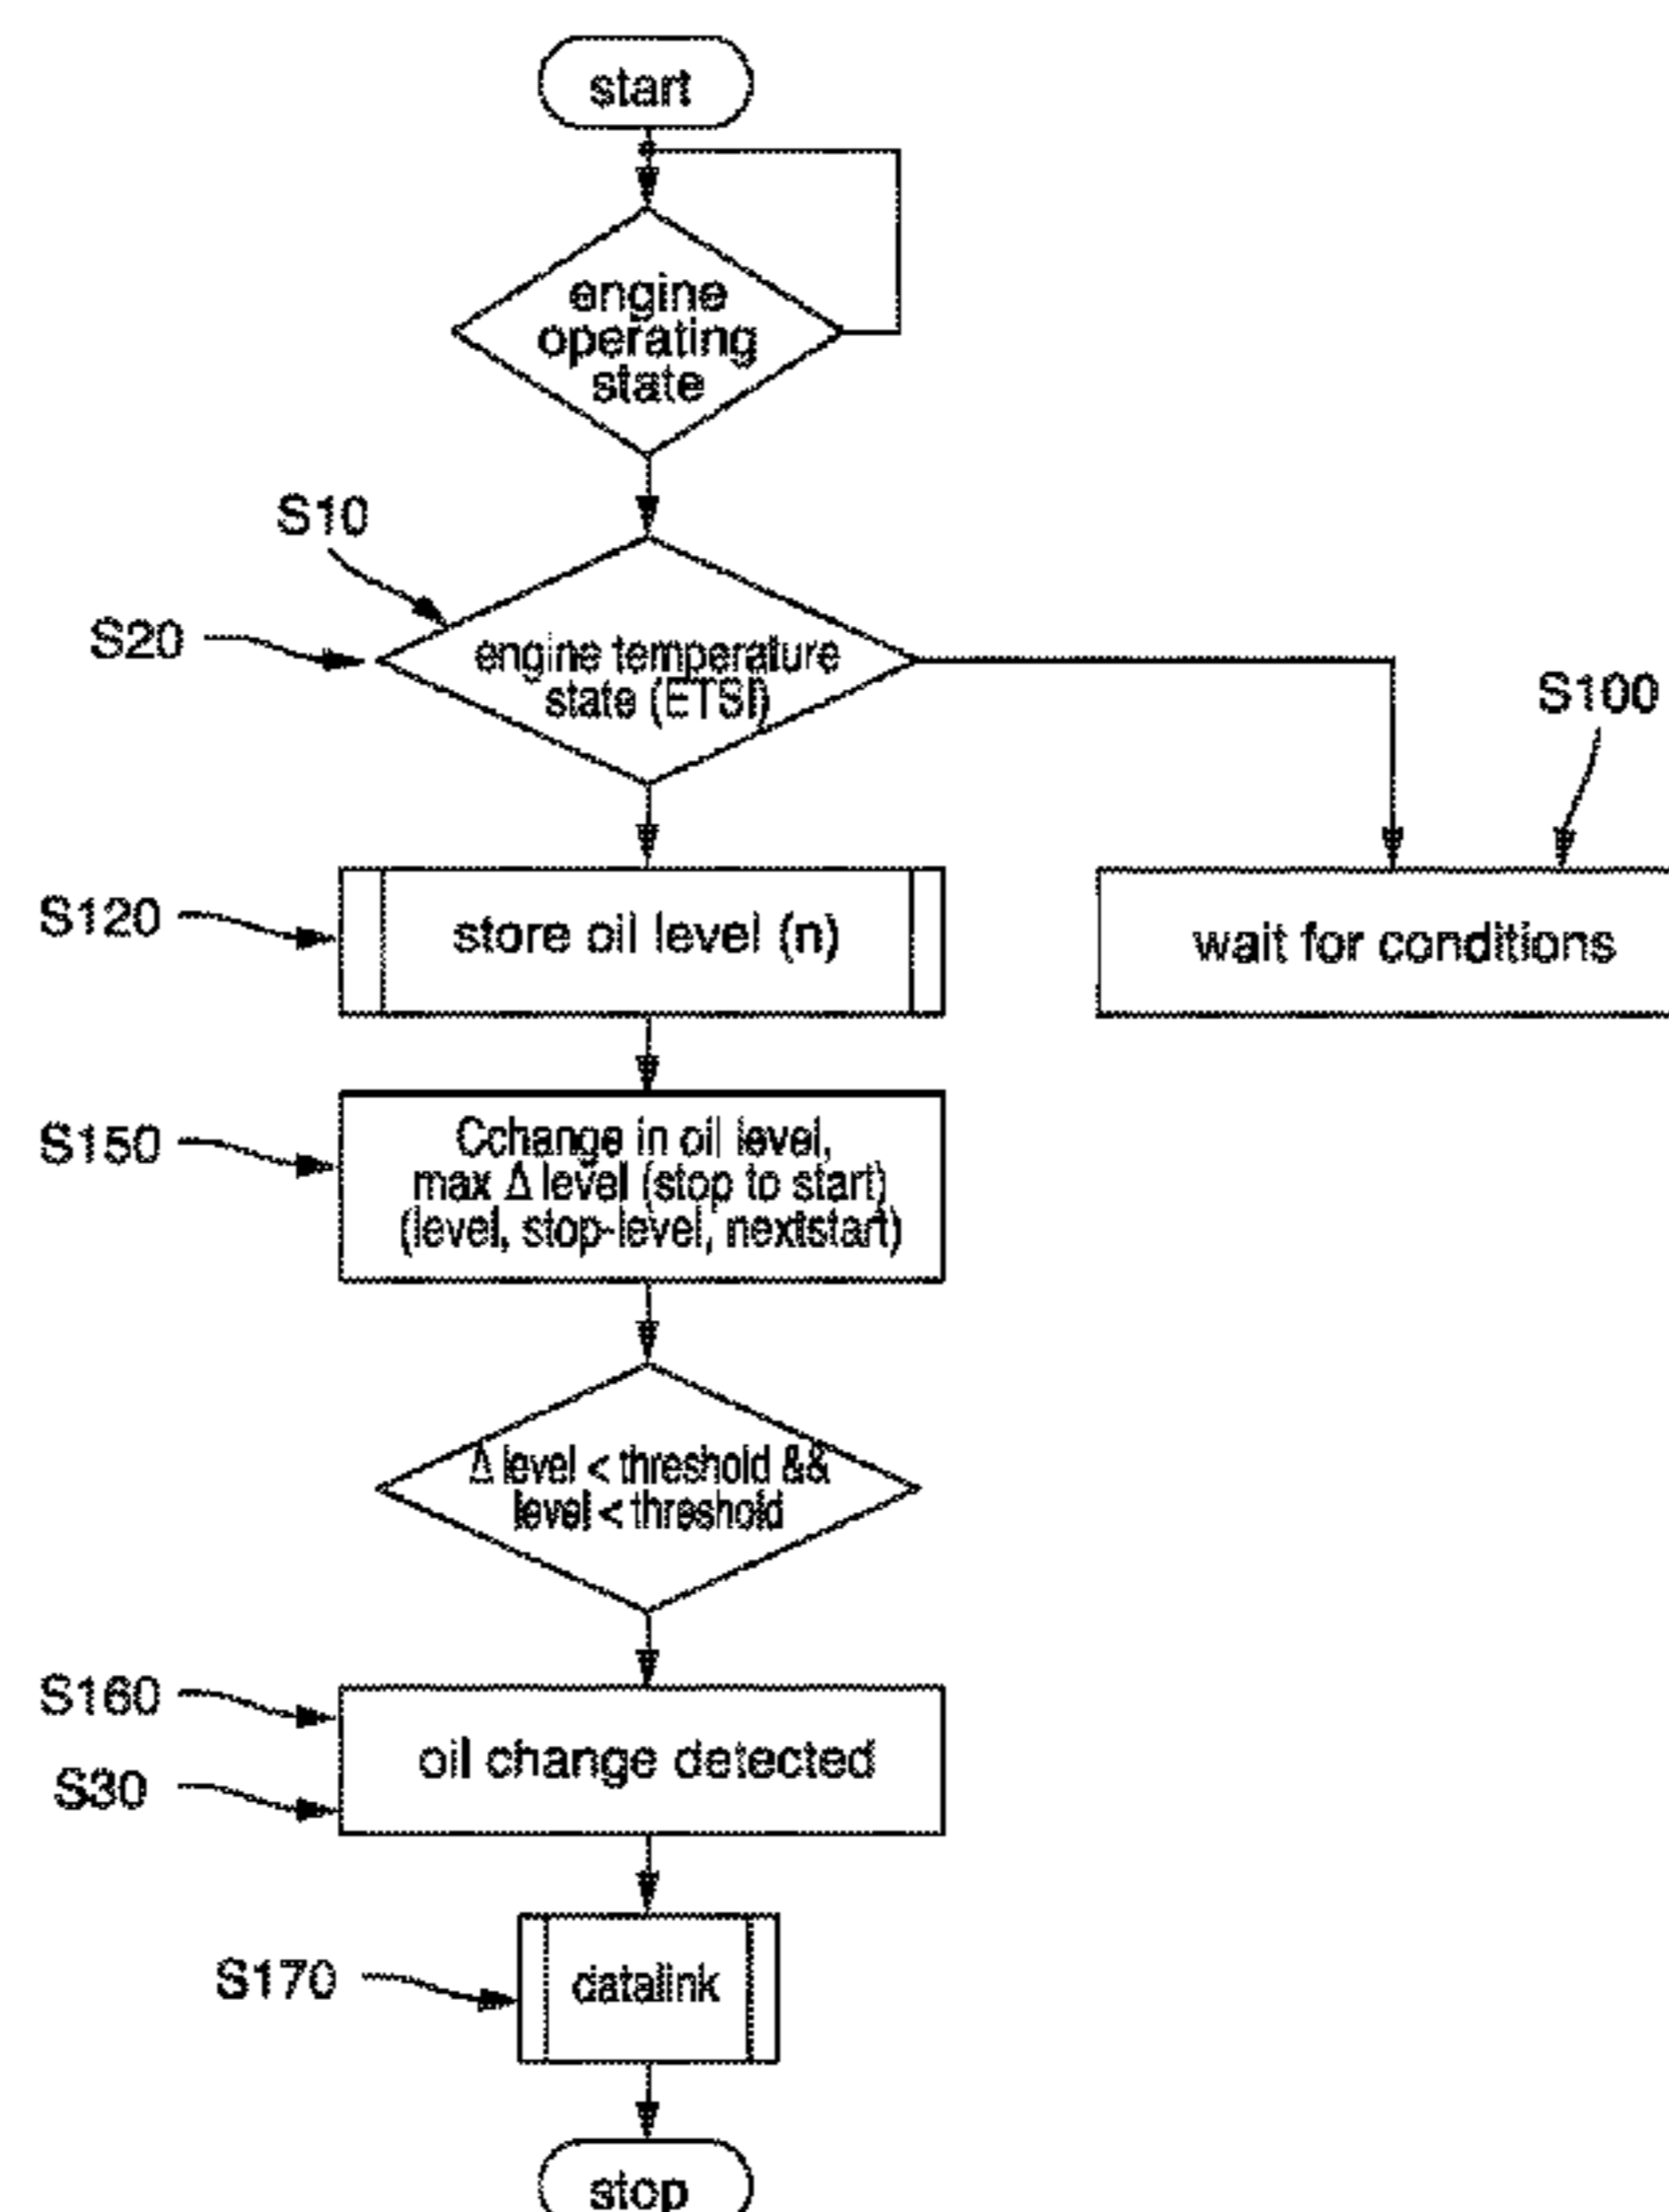 start
engine
operating
state
S10
S20
engine temperature
state (ETSI)
S100
S120
store oil level (n)
wait for conditions
S150
Cchange in oil level,
max Δ level (stop to start)
(level, stop-level, nextstart)
Δ level < threshold &&
level < threshold
S160
oil change detected
S30
S170
datalink
stop